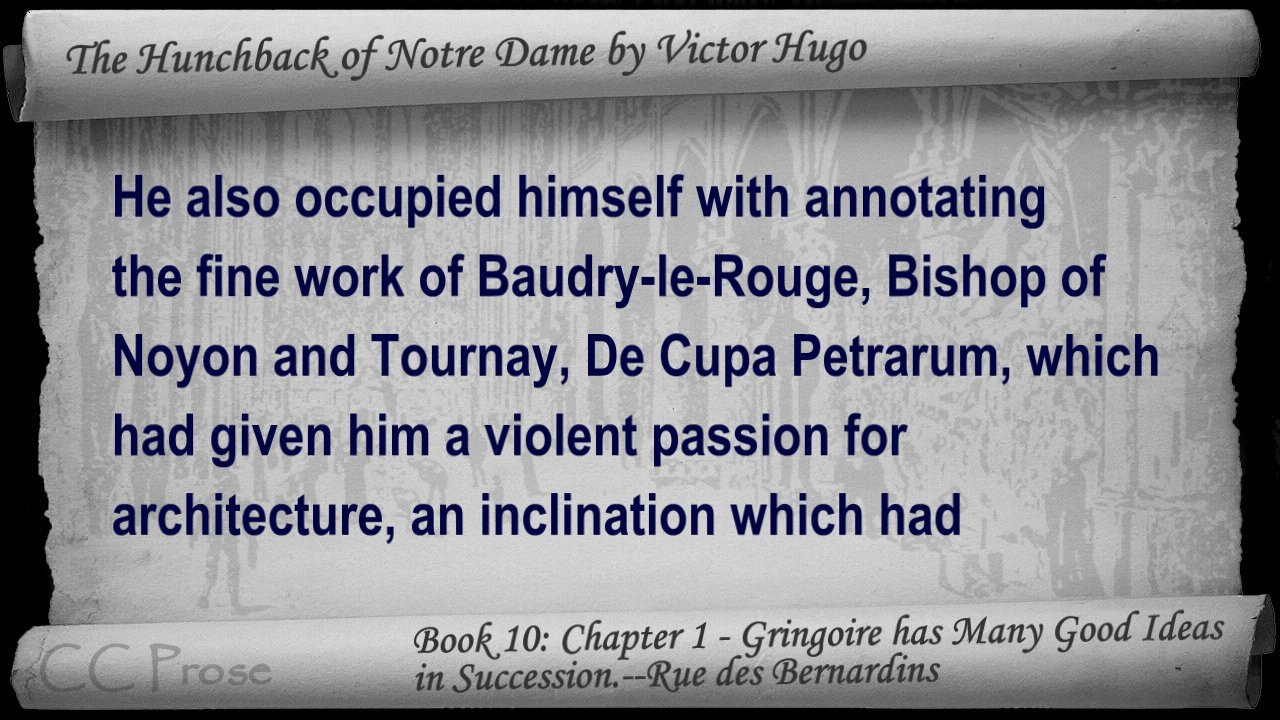 The Hunchback of Notre Dame by Victor Hugo
He also occupied himself with annotating
the fine work of Baudry-le-Rouge, Bishop of
Noyon and Tournay, De Cupa Petrarum, which
had given him a violent passion for
architecture, an inclination which had
CC Prose
Book 10: Chapter 1 - Gringoire has Many Good Ideas
in Succession.--Rue des Bernardins